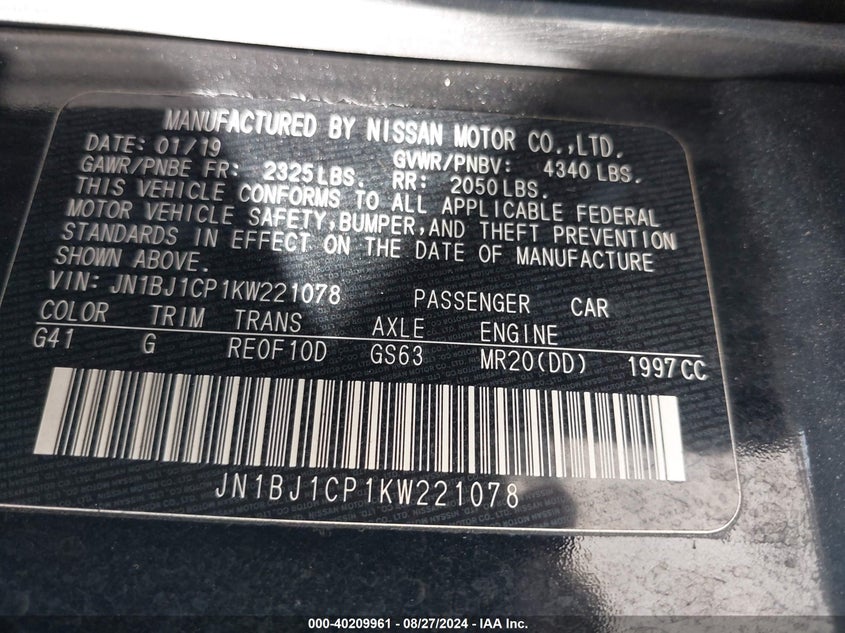 MANUFACTURED BY NISSAN MOTOR CO.,LTD.
DATE: 01/19 GVWR/PNBV: 4340 LBS.
GAWR/PNBE FR: 2325 LBS. RR: 2050 LBS.
THIS VEHICLE CONFORMS TO ALL APPLICABLE FEDERAL
MOTOR VEHICLE SAFETY,BUMPER,AND THEFT PREVENTION
STANDARDS IN EFFECT ON THE DATE OF MANUFACTURE
SHOWN ABOVE.
VIN: JN1BJ1CP1KW221078 PASSENGER CAR
COLOR TRIM TRANS AXLE ENGINE
G41 G RE0F10D GS63 MR20(DD) 1997CC
JN1BJ1CP1KW221078
000-40209961 - 08/27/2024 - IAA Inc.